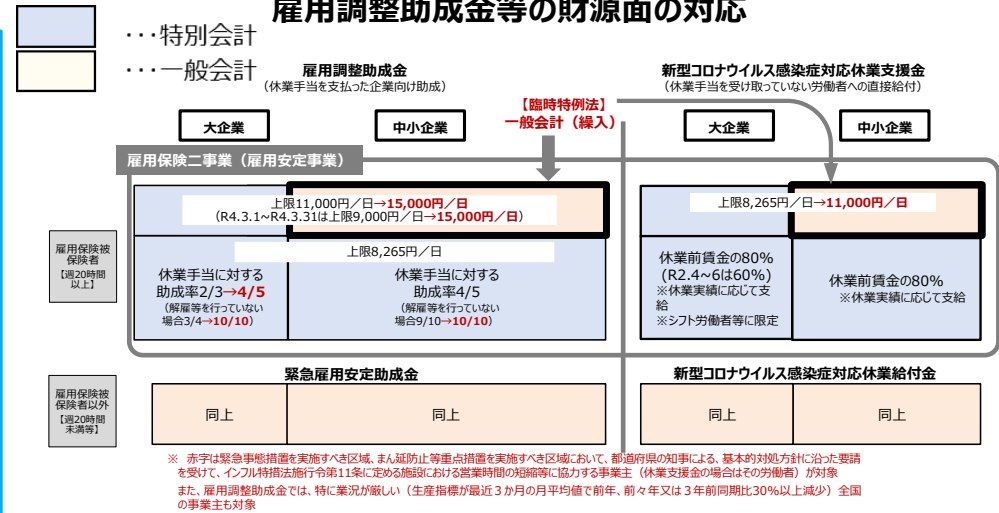 雇用調整助成金等の財源面の対応
・・・特別会計
・・・一般会計
雇用調整助成金
（休業手当を支払った企業向け助成）
新型コロナウイルス感染症対応休業支援金
（休業手当を受け取っていない労働者への直接給付）
【臨時特例法】
一般会計（繰入）
大企業
中小企業
大企業
中小企業
雇用保険二事業（雇用安定事業）
上限11,000円／日→15,000円／日
（R4.3.1~R4.3.31は上限9,000円／日→15,000円／日）
上限8,265円／日→11,000円／日
上限8,265円／日
雇用保険被
保険者
【週20時間
以上】
休業手当に対する
助成率2/3→4/5
（解雇等を行っていない
場合3/4→10/10）
休業手当に対する
助成率4/5
（解雇等を行っていない
場合9/10→10/10）
休業前賃金の80%
(R2.4~6は60%)
※休業実績に応じて支
給
※シフト労働者等に限定
休業前賃金の80%
※休業実績に応じて支給
緊急雇用安定助成金
新型コロナウイルス感染症対応休業給付金
雇用保険被
保険者以外
【週20時間
未満等】
同上
同上
同上
同上
※ 赤字は緊急事態措置を実施すべき区域、まん延防止等重点措置を実施すべき区域において、都道府県の知事による、基本的対処方針に沿った要請
を受けて、インフル特措法施行令第11条に定める施設における営業時間の短縮等に協力する事業主（休業支援金の場合はその労働者）が対象
また、雇用調整助成金では、特に業況が厳しい（生産指標が最近３か月の月平均値で前年、前々年又は３年前同期比30%以上減少）全国
の事業主も対象